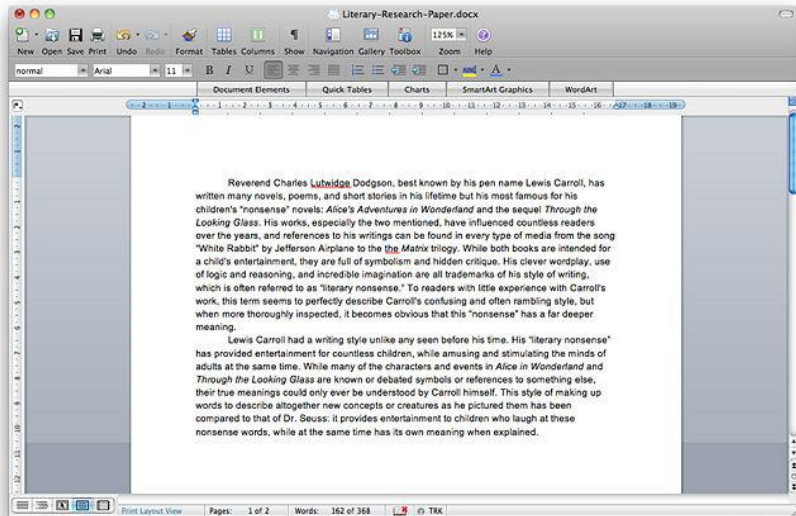 Literary-Research-Paper.docx
125%
New Open Save Print Undo Redo Format Tables Columns Show Navigation Gallery Toolbox Zoom Help
normal Arial 11 B I U A
Document Elements Quick Tables Charts SmartArt Graphics WordArt
Reverend Charles Lutwidge Dodgson, best known by his pen name Lewis Carroll, has
written many novels, poems, and short stories in his lifetime but his most famous for his
children's "nonsense" novels: Alice's Adventures in Wonderland and the sequel Through the
Looking Glass. His works, especially the two mentioned, have influenced countless readers
over the years, and references to his writings can be found in every type of media from the song
"White Rabbit" by Jefferson Airplane to the the Matrix trilogy. While both books are intended for
a child's entertainment, they are full of symbolism and hidden critique. His clever wordplay, use
of logic and reasoning, and incredible imagination are all trademarks of his style of writing,
which is often referred to as "literary nonsense." To readers with little experience with Carroll's
work, this term seems to perfectly describe Carroll's confusing and often rambling style, but
when more thoroughly inspected, it becomes obvious that this "nonsense" has a far deeper
meaning.
Lewis Carroll had a writing style unlike any seen before his time. His "literary nonsense"
has provided entertainment for countless children, while amusing and stimulating the minds of
adults at the same time. While many of the characters and events in Alice in Wonderland and
Through the Looking Glass are known or debated symbols or references to something else,
their true meanings could only ever be understood by Carroll himself. This style of making up
words to describe altogether new concepts or creatures as he pictured them has been
compared to that of Dr. Seuss: it provides entertainment to children who laugh at these
nonsense words, while at the same time has its own meaning when explained.
Print Layout View Pages: 1 of 2 Words: 162 of 368 TRK